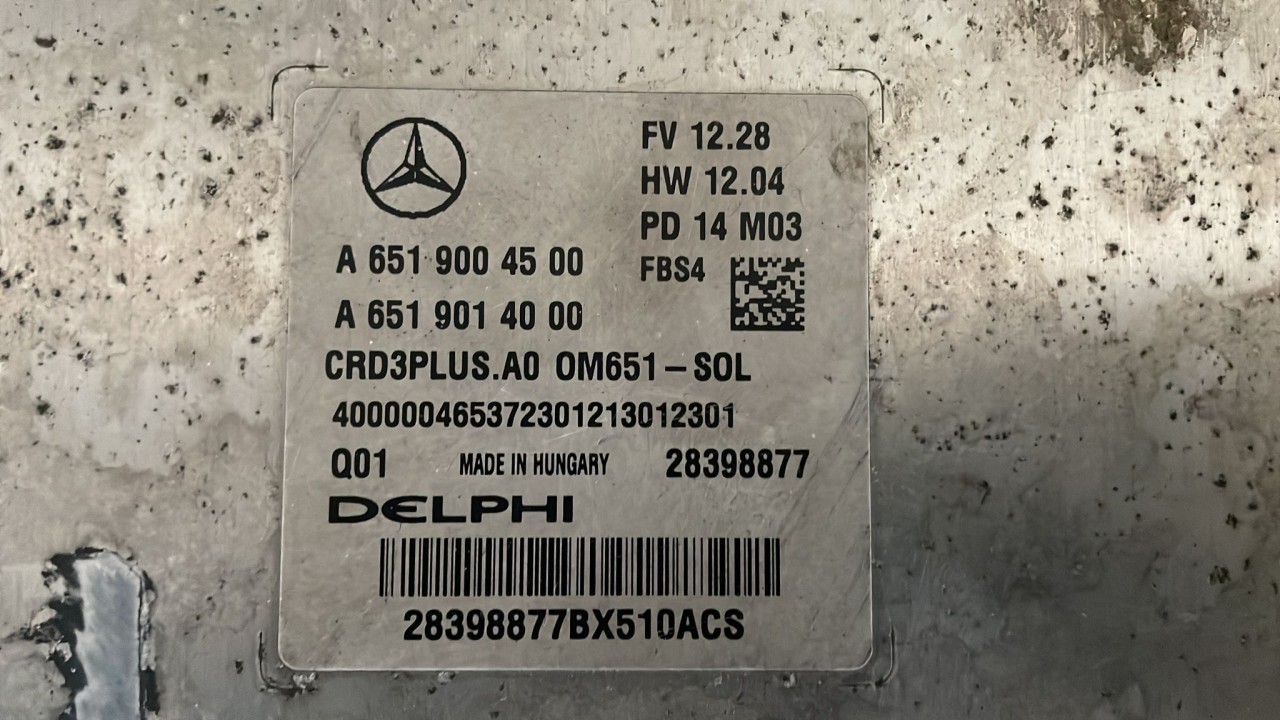 FV 12.28
HW 12.04
PD 14 M03
FBS4
A 651 900 45 00
A 651 901 40 00
CRD3PLUS.A0 OM651-SOL
400000465372301213012301
Q01 MADE IN HUNGARY 28398877
DELPHI
28398877BX510ACS